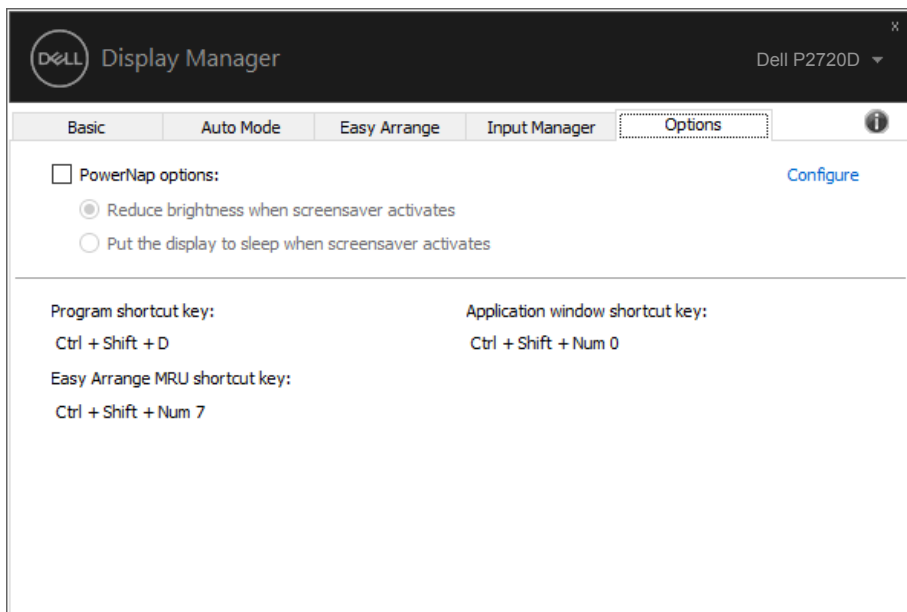 x
DELL Display Manager
Dell P2720D
Basic Auto Mode Easy Arrange Input Manager Options i
PowerNap options: Configure
Reduce brightness when screensaver activates
Put the display to sleep when screensaver activates
Program shortcut key: Application window shortcut key:
Ctrl + Shift + D Ctrl + Shift + Num 0
Easy Arrange MRU shortcut key:
Ctrl + Shift + Num 7